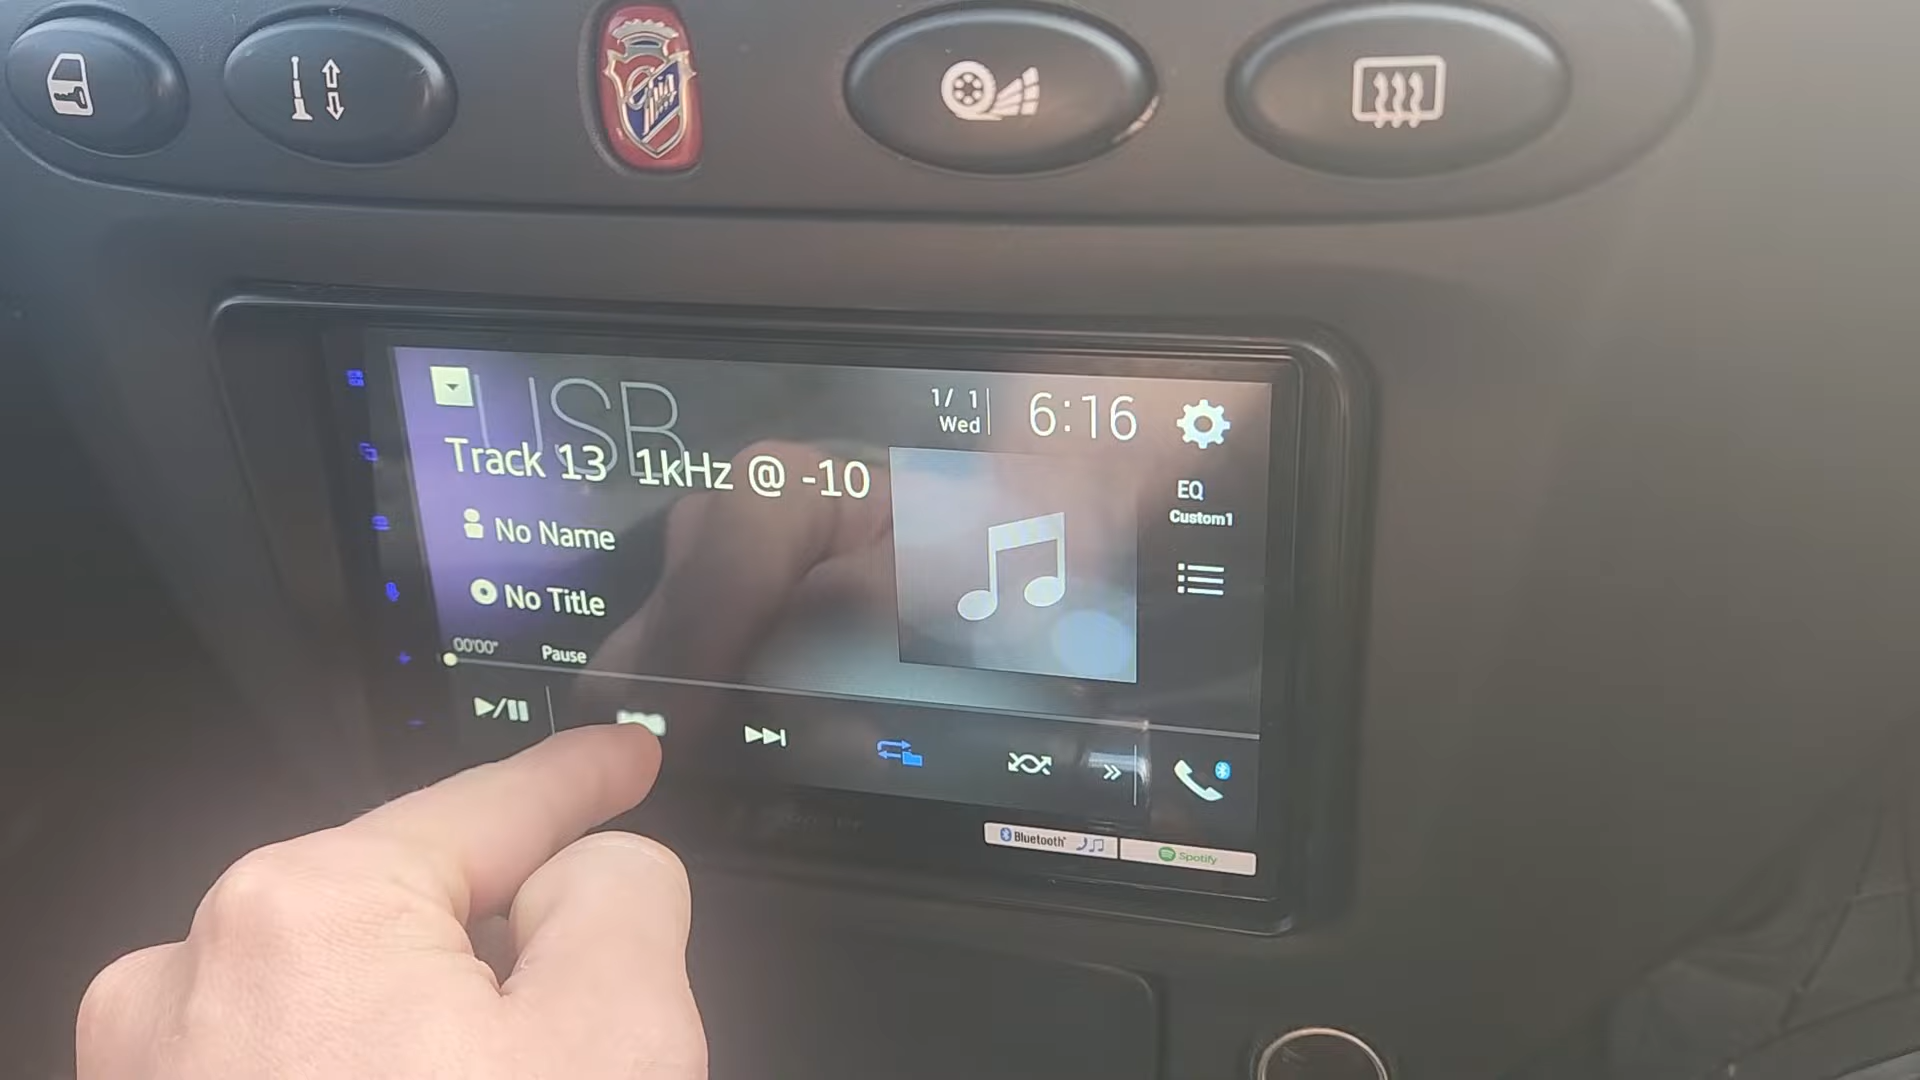 USB
1/ 1
Wed
6:16
Track 13 1kHz @ -10
EQ
Custom1
No Name
No Title
00'00"
Pause
Bluetooth
Spotify